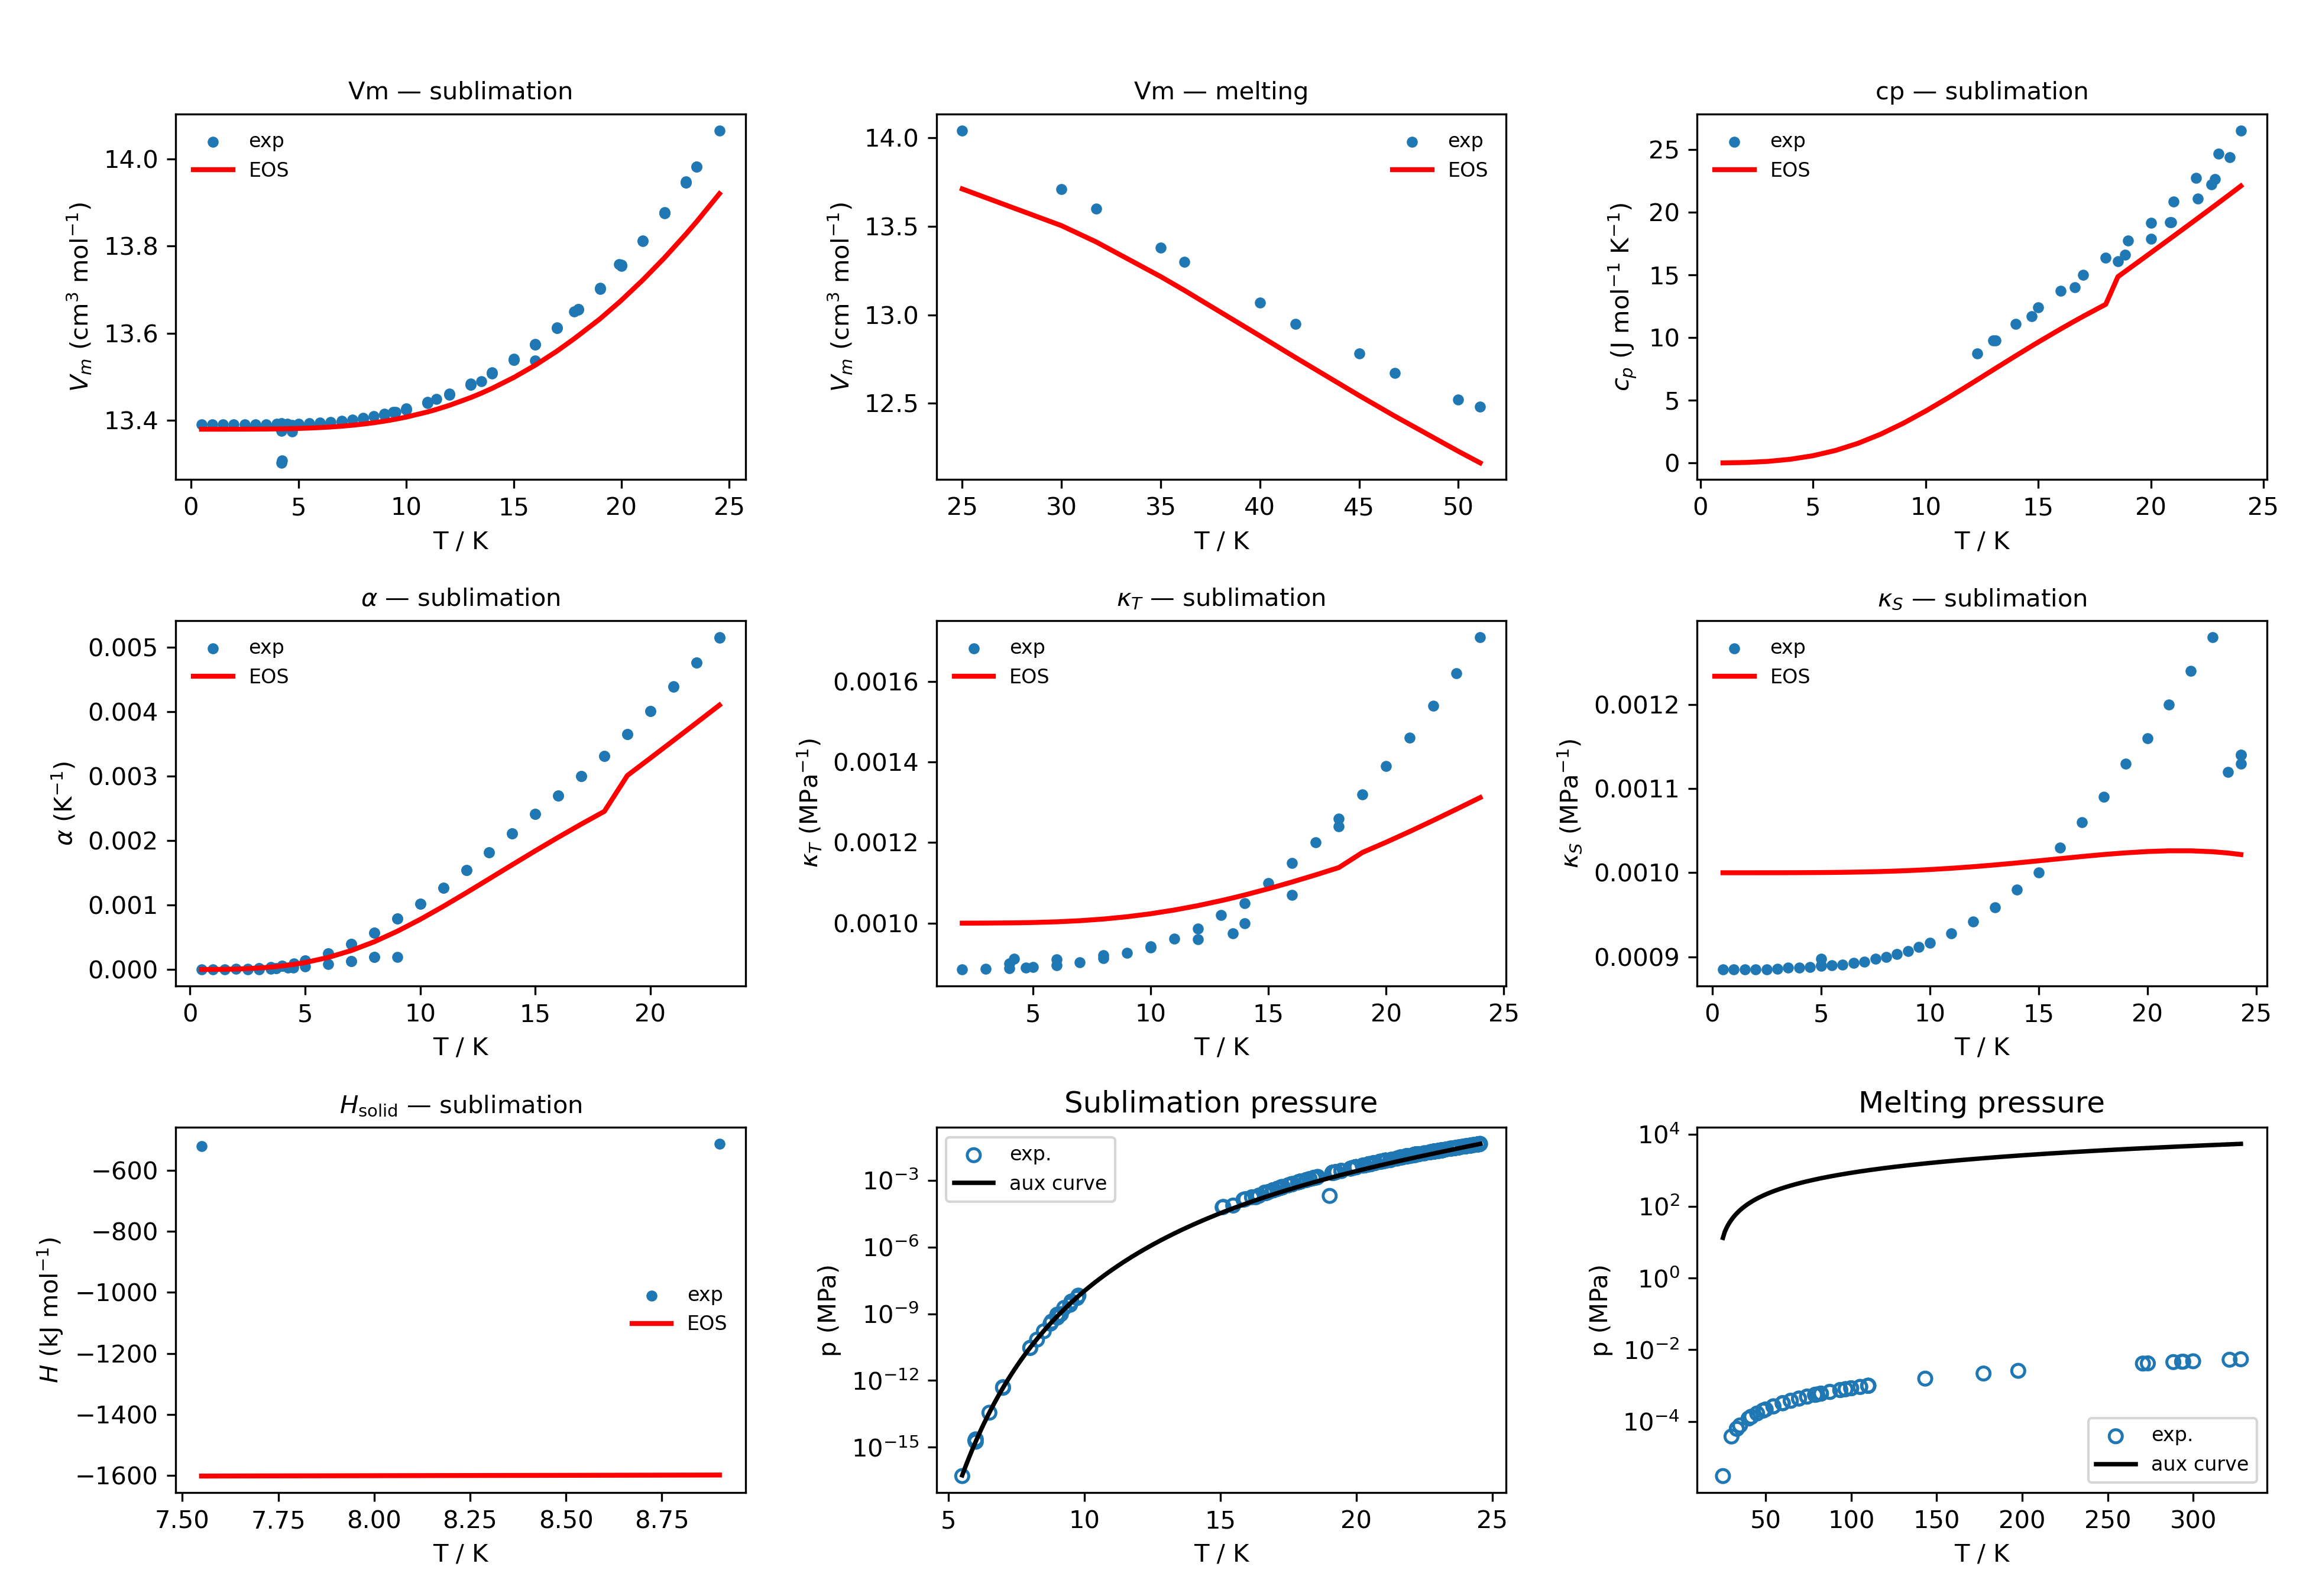 Vm — sublimation
14.0
13.8
13.6
13.4
0 5 10 15 20 25
T / K
V_m (cm³ mol⁻¹)
exp
EOS
Vm — melting
14.0
13.5
13.0
12.5
25 30 35 40 45 50
T / K
V_m (cm³ mol⁻¹)
exp
EOS
cp — sublimation
25
20
15
10
5
0
0 5 10 15 20 25
T / K
c_p (J mol⁻¹ K⁻¹)
exp
EOS
α — sublimation
0.005
0.004
0.003
0.002
0.001
0.000
0 5 10 15 20
T / K
α (K⁻¹)
exp
EOS
κ_T — sublimation
0.0016
0.0014
0.0012
0.0010
5 10 15 20 25
T / K
κ_T (MPa⁻¹)
exp
EOS
κ_S — sublimation
0.0012
0.0011
0.0010
0.0009
0 5 10 15 20 25
T / K
κ_S (MPa⁻¹)
exp
EOS
H_solid — sublimation
−600
−800
−1000
−1200
−1400
−1600
7.50 7.75 8.00 8.25 8.50 8.75
T / K
H (kJ mol⁻¹)
exp
EOS
Sublimation pressure
10⁻³
10⁻⁶
10⁻⁹
10⁻¹²
10⁻¹⁵
5 10 15 20 25
T / K
p (MPa)
exp.
aux curve
Melting pressure
10⁴
10²
10⁰
10⁻²
10⁻⁴
50 100 150 200 250 300
T / K
p (MPa)
exp.
aux curve